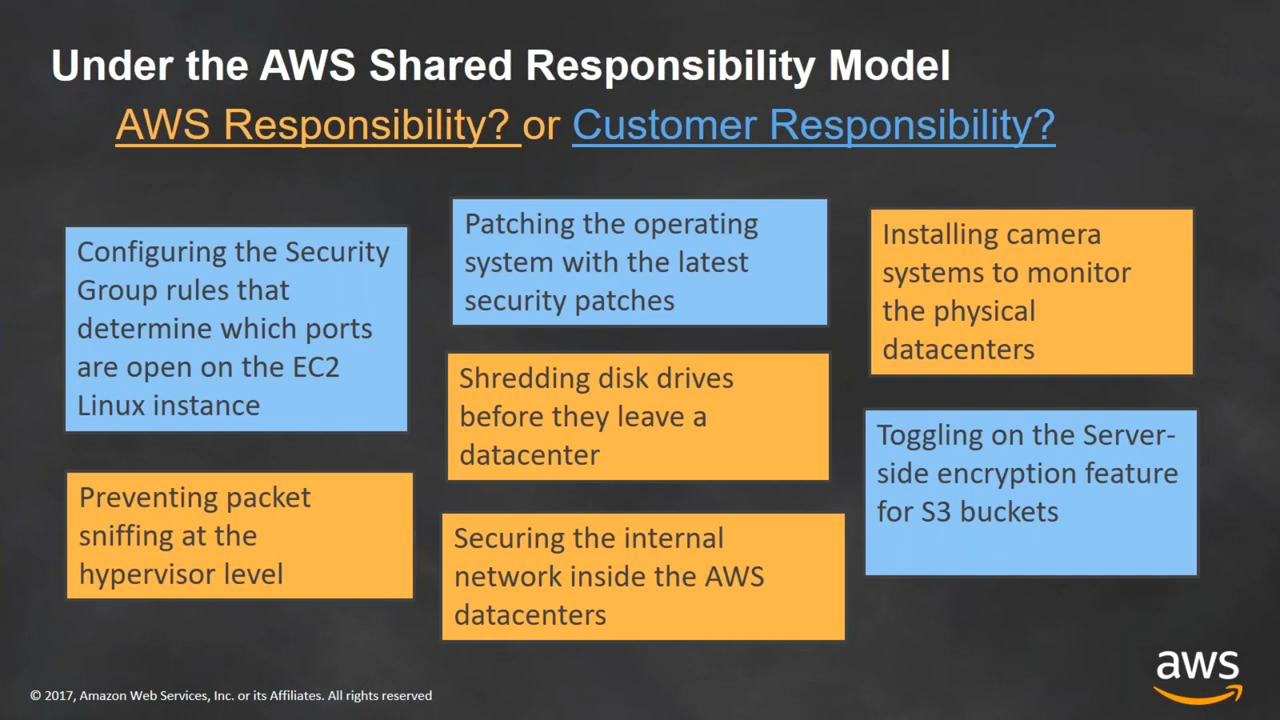 Under the AWS Shared Responsibility Model
AWS Responsibility? or Customer Responsibility?
Configuring the Security
Group rules that
determine which ports
are open on the EC2
Linux instance
Preventing packet
sniffing at the
hypervisor level
Patching the operating
system with the latest
security patches
Shredding disk drives
before they leave a
datacenter
Securing the internal
network inside the AWS
datacenters
Installing camera
systems to monitor
the physical
datacenters
Toggling on the Server-
side encryption feature
for S3 buckets
© 2017, Amazon Web Services, Inc. or its Affiliates. All rights reserved
aws